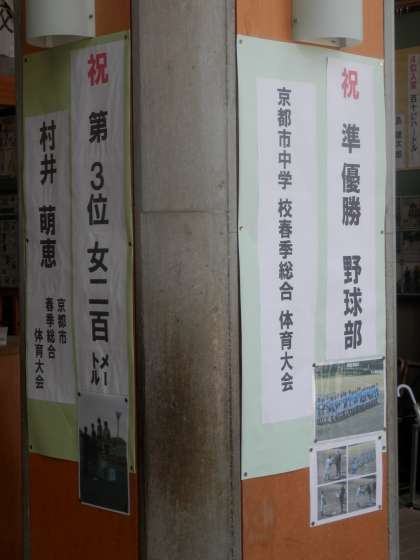 祝 準優勝 野球部
京都市中学 校春季総合 体育大会
祝 第3位 女二百メートル
村井 萌恵
京都市
春季総合
体育大会